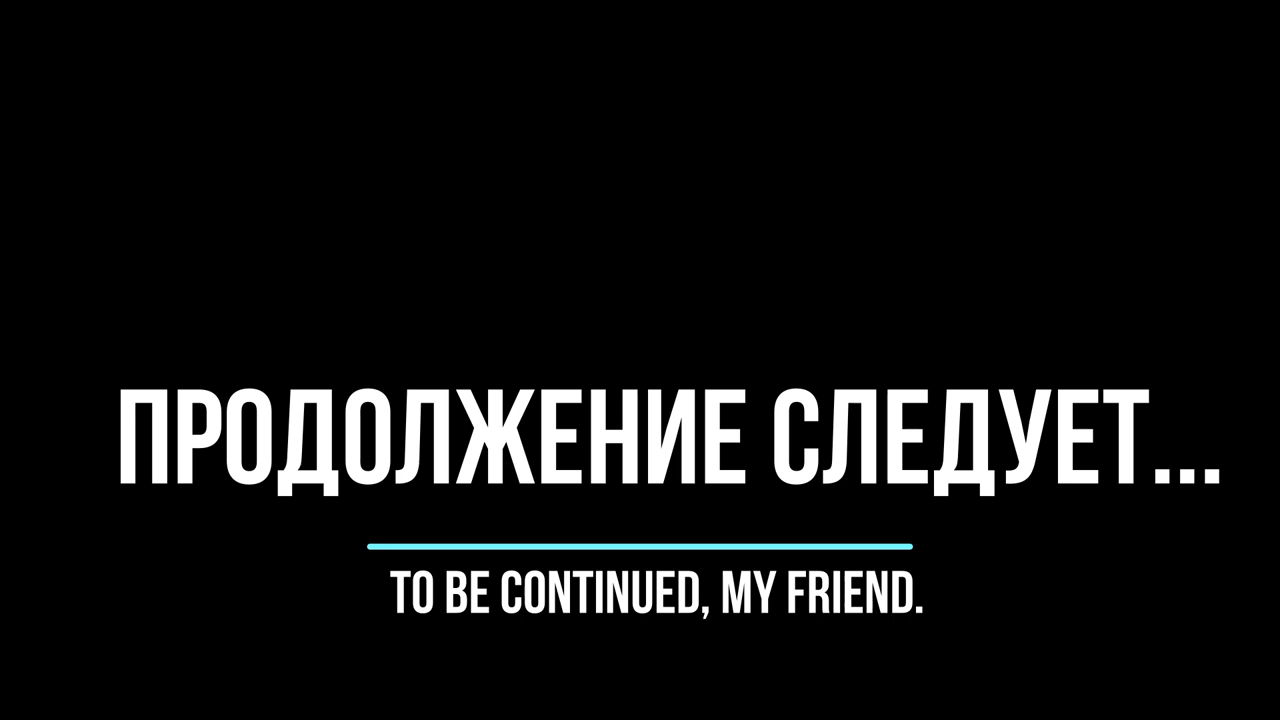 ПРОДОЛЖЕНИЕ СЛЕДУЕТ...
TO BE CONTINUED, MY FRIEND.